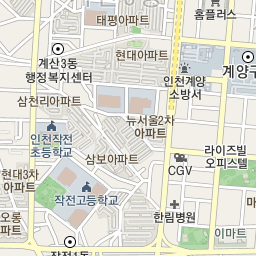 홈플러스
태평아파트
현대아파트
계산3동
행정복지센터
계양구
인천계양
소방서
삼천리아파트
뉴서울2차
아파트
인천작전
초등학교
삼보아파트
라이즈빌
오피스텔
CGV
현대3차
아파트
작전고등학교
한림병원
오롱
이마트
작전1동